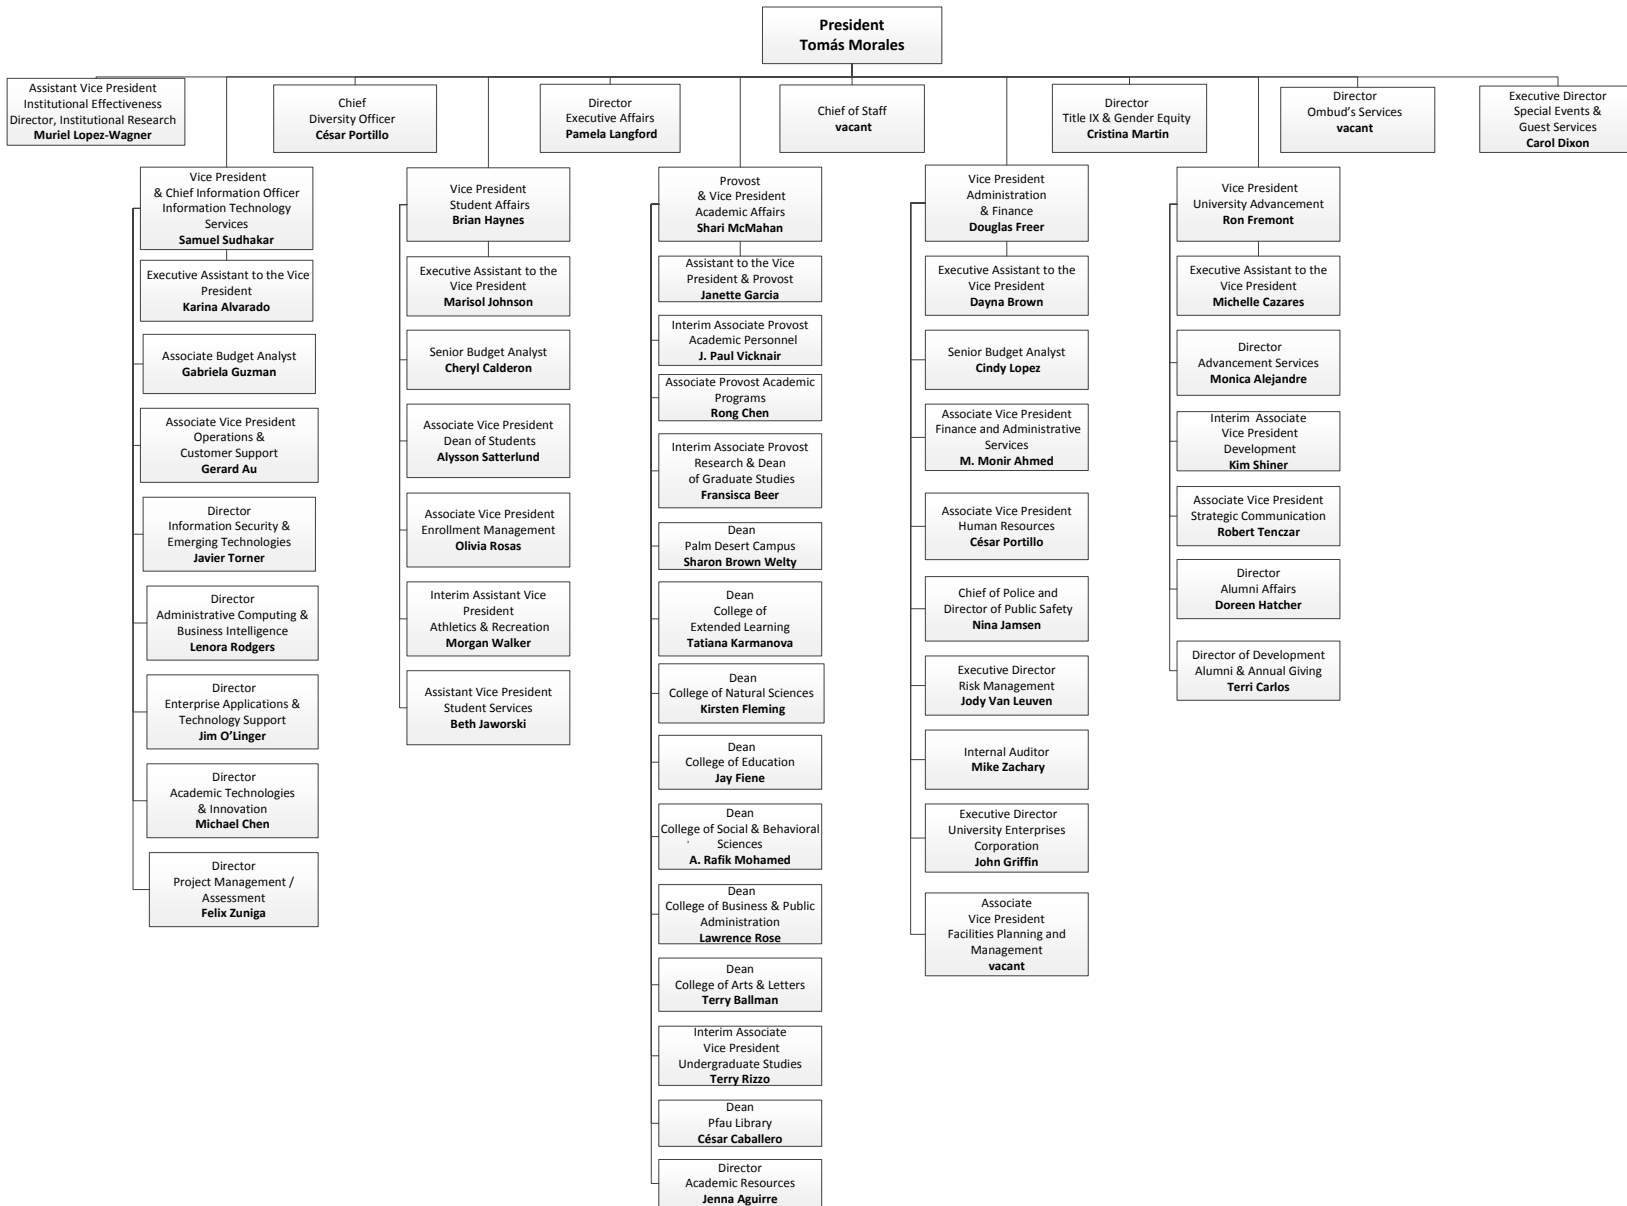 President
Tomás Morales
Assistant Vice President
Institutional Effectiveness
Director, Institutional Research
Muriel Lopez-Wagner
Chief
Diversity Officer
César Portillo
Director
Executive Affairs
Pamela Langford
Chief of Staff
vacant
Director
Title IX & Gender Equity
Cristina Martin
Director
Ombud's Services
vacant
Executive Director
Special Events &
Guest Services
Carol Dixon
Vice President
& Chief Information Officer
Information Technology
Services
Samuel Sudhakar
Executive Assistant to the Vice
President
Karina Alvarado
Associate Budget Analyst
Gabriela Guzman
Associate Vice President
Operations &
Customer Support
Gerard Au
Director
Information Security &
Emerging Technologies
Javier Torner
Director
Administrative Computing &
Business Intelligence
Lenora Rodgers
Director
Enterprise Applications &
Technology Support
Jim O'Linger
Director
Academic Technologies
& Innovation
Michael Chen
Director
Project Management /
Assessment
Felix Zuniga
Vice President
Student Affairs
Brian Haynes
Executive Assistant to the
Vice President
Marisol Johnson
Senior Budget Analyst
Cheryl Calderon
Associate Vice President
Dean of Students
Alysson Satterlund
Associate Vice President
Enrollment Management
Olivia Rosas
Interim Assistant Vice
President
Athletics & Recreation
Morgan Walker
Assistant Vice President
Student Services
Beth Jaworski
Provost
& Vice President
Academic Affairs
Shari McMahan
Assistant to the Vice
President & Provost
Janette Garcia
Interim Associate Provost
Academic Personnel
J. Paul Vicknair
Associate Provost Academic
Programs
Rong Chen
Interim Associate Provost
Research & Dean
of Graduate Studies
Fransisca Beer
Dean
Palm Desert Campus
Sharon Brown Welty
Dean
College of
Extended Learning
Tatiana Karmanova
Dean
College of Natural Sciences
Kirsten Fleming
Dean
College of Education
Jay Fiene
Dean
College of Social & Behavioral
Sciences
A. Rafik Mohamed
Dean
College of Business & Public
Administration
Lawrence Rose
Dean
College of Arts & Letters
Terry Ballman
Interim Associate
Vice President
Undergraduate Studies
Terry Rizzo
Dean
Pfau Library
César Caballero
Director
Academic Resources
Jenna Aguirre
Vice President
Administration
& Finance
Douglas Freer
Executive Assistant to the
Vice President
Dayna Brown
Senior Budget Analyst
Cindy Lopez
Associate Vice President
Finance and Administrative
Services
M. Monir Ahmed
Associate Vice President
Human Resources
César Portillo
Chief of Police and
Director of Public Safety
Nina Jamsen
Executive Director
Risk Management
Jody Van Leuven
Internal Auditor
Mike Zachary
Executive Director
University Enterprises
Corporation
John Griffin
Associate
Vice President
Facilities Planning and
Management
vacant
Vice President
University Advancement
Ron Fremont
Executive Assistant to the
Vice President
Michelle Cazares
Director
Advancement Services
Monica Alejandre
Interim Associate
Vice President
Development
Kim Shiner
Associate Vice President
Strategic Communication
Robert Tenczar
Director
Alumni Affairs
Doreen Hatcher
Director of Development
Alumni & Annual Giving
Terri Carlos